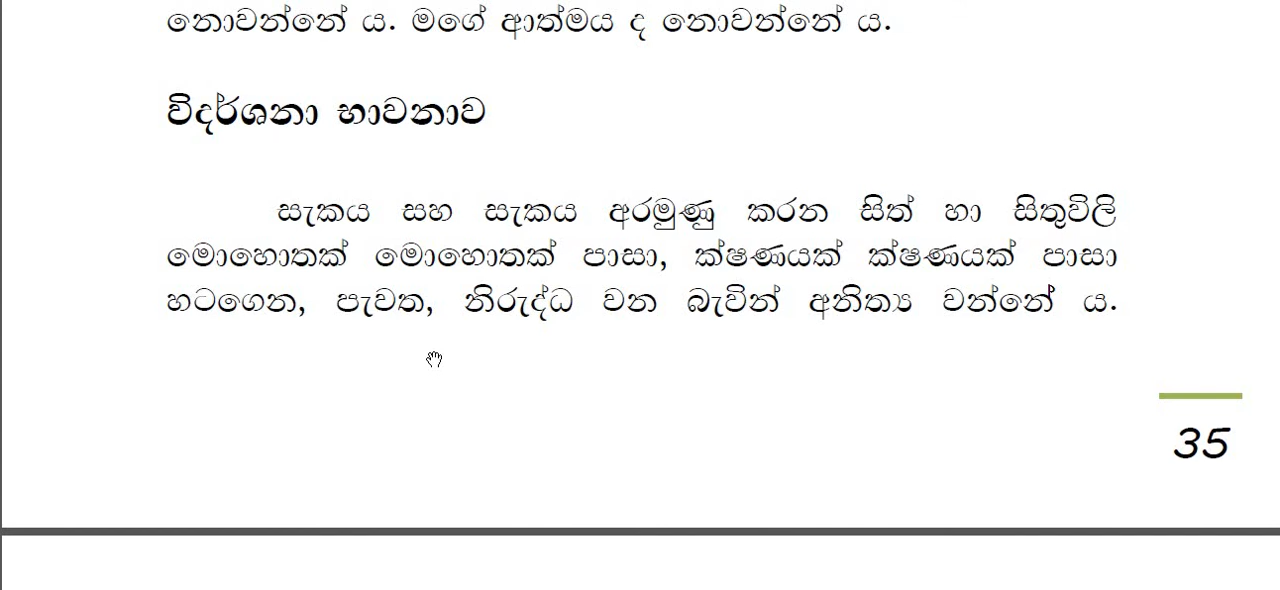 නොවන්නේ ය. මගේ ආත්මය ද නොවන්නේ ය.
විදර්ශනා භාවනාව
සැකය සහ සැකය අරමුණු කරන සිත් හා සිතුවිලි
මොහොතක් මොහොතක් පාසා, ක්ෂණයක් ක්ෂණයක් පාසා
හටගෙන, පැවත, නිරුද්ධ වන බැවින් අනිත්‍ය වන්නේ ය.
35